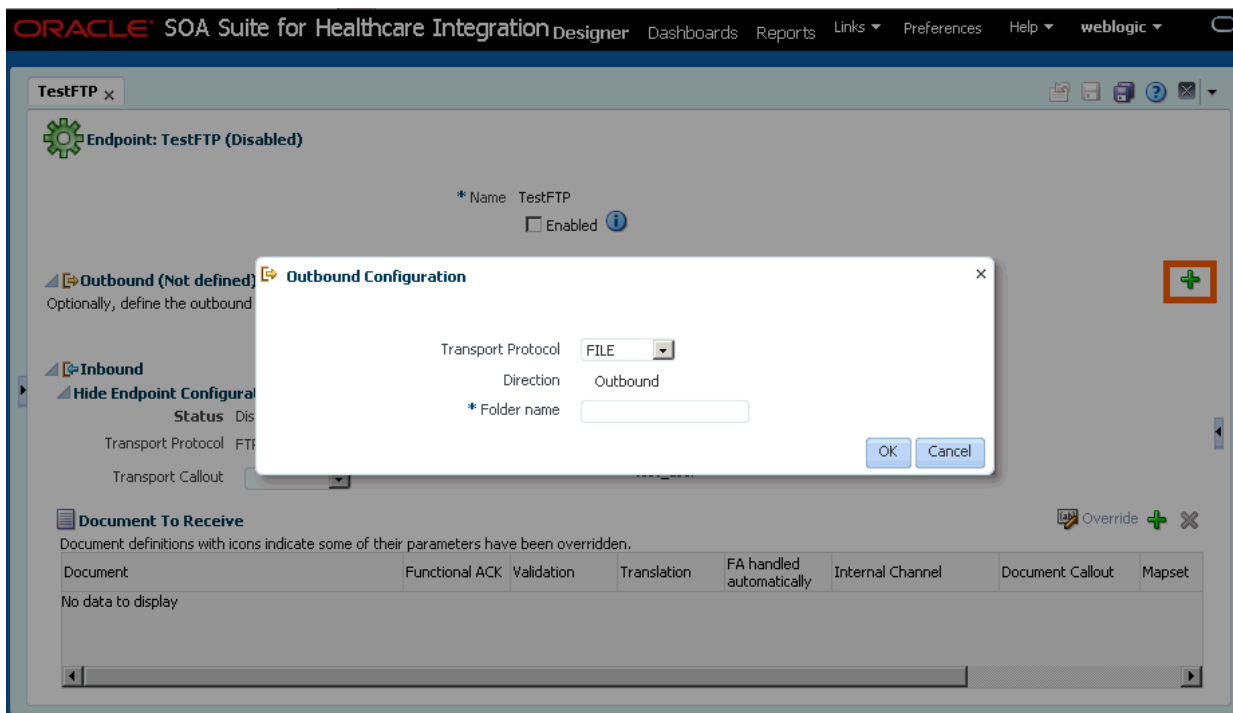 ORACLE SOA Suite for Healthcare Integration Designer Dashboards Reports Links Preferences Help weblogic
TestFTP
Endpoint: TestFTP (Disabled)
* Name TestFTP
Enabled
Outbound (Not defined)
Optionally, define the outbound
Outbound Configuration
Transport Protocol FILE
Direction Outbound
* Folder name
OK Cancel
Inbound
Hide Endpoint Configurat
Status Dis
Transport Protocol FTP
Transport Callout
Document To Receive
Override
Document definitions with icons indicate some of their parameters have been overridden.
Document Functional ACK Validation Translation FA handled automatically Internal Channel Document Callout Mapset
No data to display